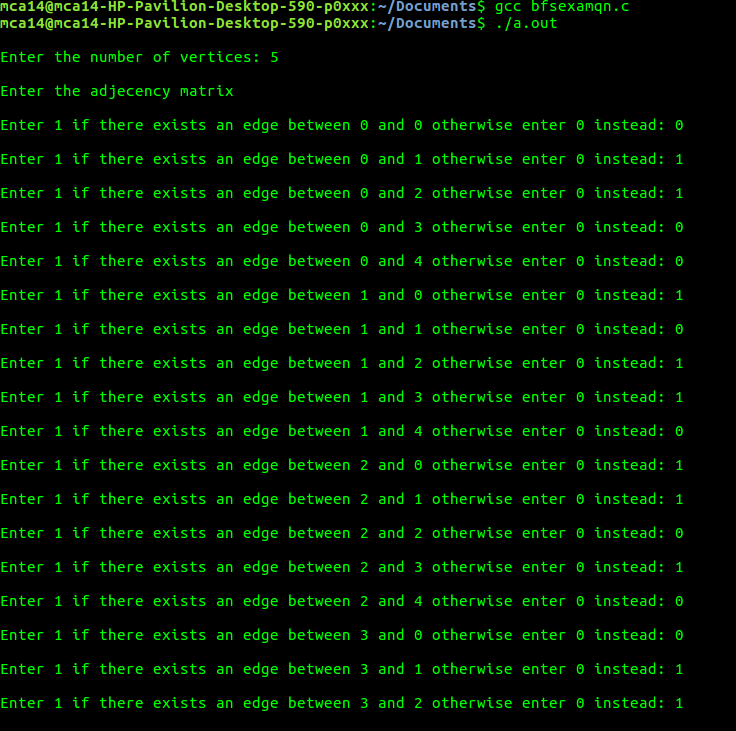 mca14@mca14-HP-Pavilion-Desktop-590-p0xxx:~/Documents$ gcc bfsexamqn.c
mca14@mca14-HP-Pavilion-Desktop-590-p0xxx:~/Documents$ ./a.out
Enter the number of vertices: 5
Enter the adjecency matrix
Enter 1 if there exists an edge between 0 and 0 otherwise enter 0 instead: 0
Enter 1 if there exists an edge between 0 and 1 otherwise enter 0 instead: 1
Enter 1 if there exists an edge between 0 and 2 otherwise enter 0 instead: 1
Enter 1 if there exists an edge between 0 and 3 otherwise enter 0 instead: 0
Enter 1 if there exists an edge between 0 and 4 otherwise enter 0 instead: 0
Enter 1 if there exists an edge between 1 and 0 otherwise enter 0 instead: 1
Enter 1 if there exists an edge between 1 and 1 otherwise enter 0 instead: 0
Enter 1 if there exists an edge between 1 and 2 otherwise enter 0 instead: 1
Enter 1 if there exists an edge between 1 and 3 otherwise enter 0 instead: 1
Enter 1 if there exists an edge between 1 and 4 otherwise enter 0 instead: 0
Enter 1 if there exists an edge between 2 and 0 otherwise enter 0 instead: 1
Enter 1 if there exists an edge between 2 and 1 otherwise enter 0 instead: 1
Enter 1 if there exists an edge between 2 and 2 otherwise enter 0 instead: 0
Enter 1 if there exists an edge between 2 and 3 otherwise enter 0 instead: 1
Enter 1 if there exists an edge between 2 and 4 otherwise enter 0 instead: 0
Enter 1 if there exists an edge between 3 and 0 otherwise enter 0 instead: 0
Enter 1 if there exists an edge between 3 and 1 otherwise enter 0 instead: 1
Enter 1 if there exists an edge between 3 and 2 otherwise enter 0 instead: 1